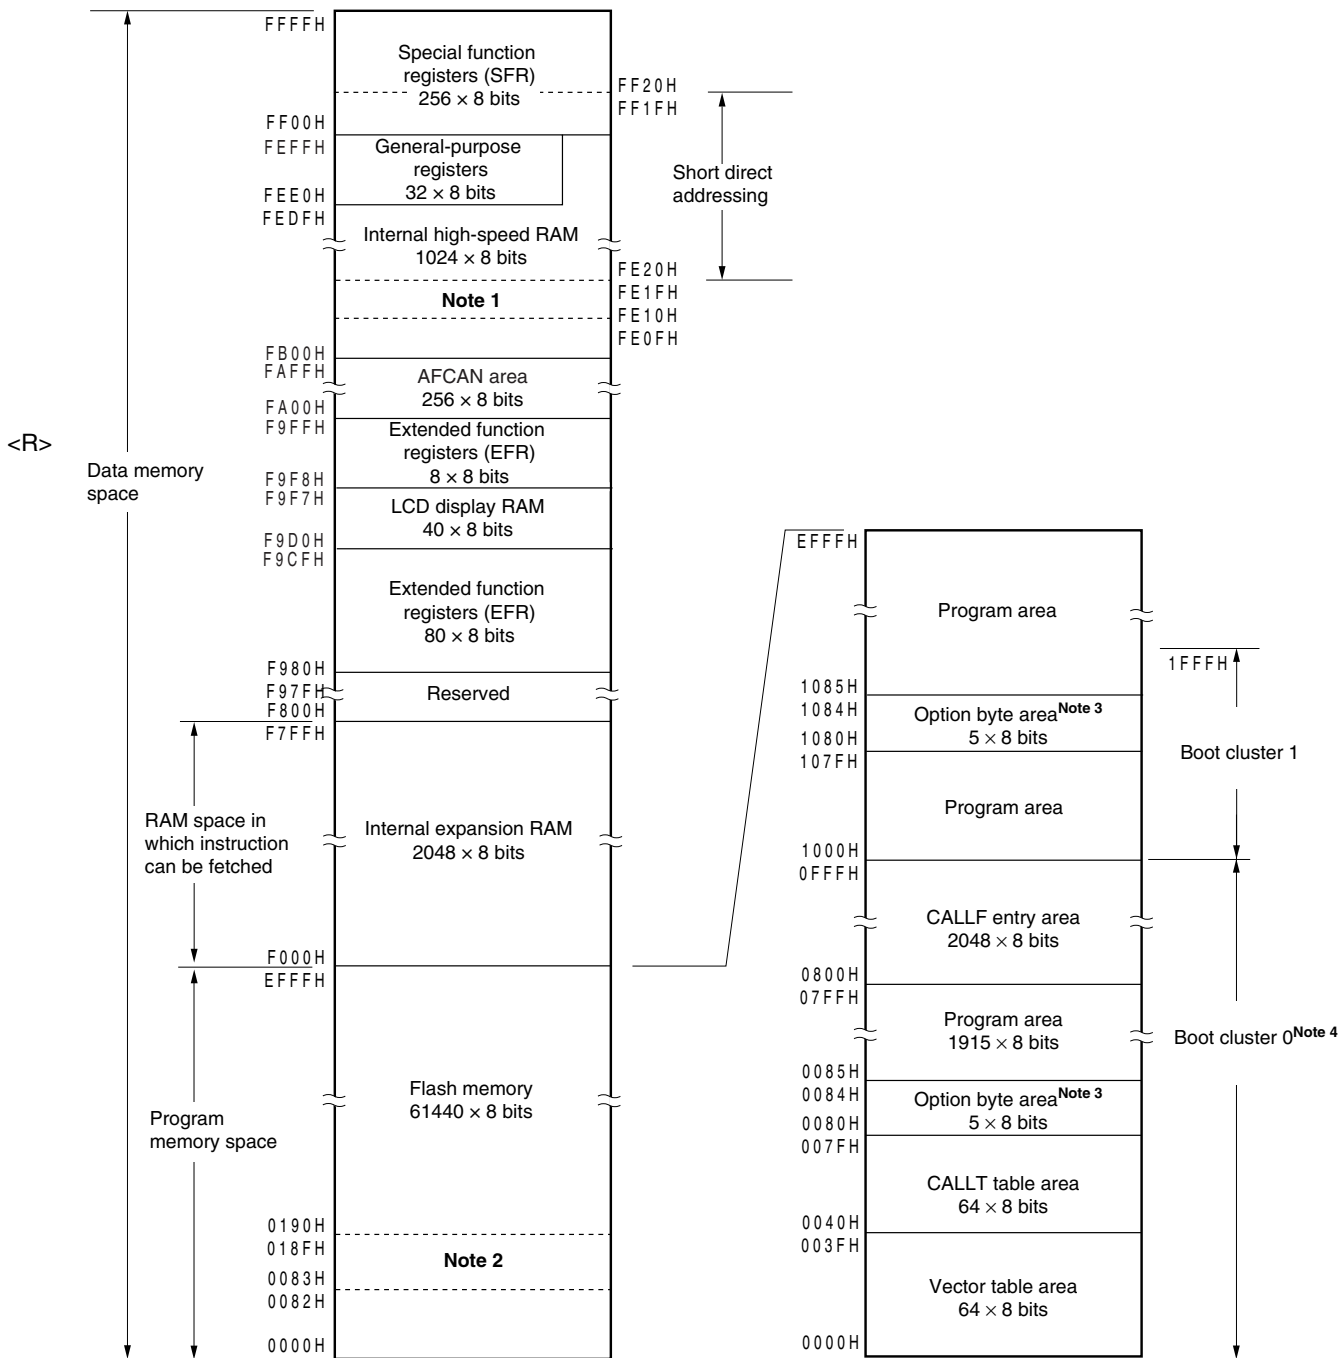 FFFFH
Special function
registers (SFR)
256 × 8 bits
FF20H
FF1FH
FF00H
FEFFH
General-purpose
registers
32 × 8 bits
Short direct
addressing
FEE0H
FEDFH
Internal high-speed RAM
1024 × 8 bits
FE20H
FE1FH
Note 1
FE10H
FE0FH
FB00H
FAFFH
AFCAN area
256 × 8 bits
FA00H
F9FFH
Extended function
registers (EFR)
8 × 8 bits
<R>
Data memory
space
F9F8H
F9F7H
LCD display RAM
40 × 8 bits
F9D0H
F9CFH
Extended function
registers (EFR)
80 × 8 bits
F980H
F97FH
Reserved
F800H
F7FFH
RAM space in
which instruction
can be fetched
Internal expansion RAM
2048 × 8 bits
F000H
EFFFH
Flash memory
61440 × 8 bits
Program
memory space
0190H
018FH
Note 2
0083H
0082H
0000H
EFFFH
Program area
1FFFH
1085H
1084H
Option byte area Note 3
5 × 8 bits
1080H
107FH
Boot cluster 1
Program area
1000H
0FFFH
CALLF entry area
2048 × 8 bits
0800H
07FFH
Program area
1915 × 8 bits
Boot cluster 0 Note 4
0085H
0084H
Option byte area Note 3
5 × 8 bits
0080H
007FH
CALLT table area
64 × 8 bits
0040H
003FH
Vector table area
64 × 8 bits
0000H